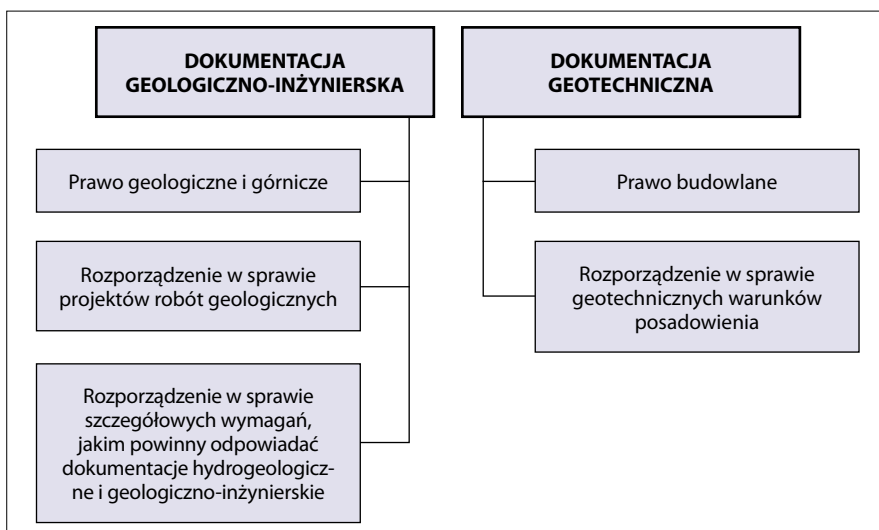 DOKUMENTACJA
GEOLOGICZNO-INŻYNIERSKA
Prawo geologiczne i górnicze
Rozporządzenie w sprawie
projektów robót geologicznych
Rozporządzenie w sprawie
szczegółowych wymagań,
jakim powinny odpowiadać
dokumentacje hydrogeologicz-
ne i geologiczno-inżynierskie
DOKUMENTACJA
GEOTECHNICZNA
Prawo budowlane
Rozporządzenie w sprawie
geotechnicznych warunków
posadowienia